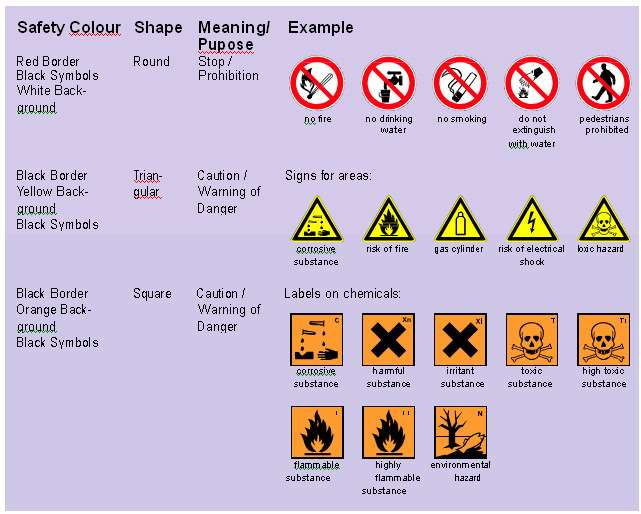 Safety Colour Shape Meaning/ Example
Pupose
Red Border Round Stop /
Black Symbols Prohibition
White Back-
ground
no fire no drinking no smoking do not pedestrians
water extinguish prohibited
with water
Black Border Trian- Caution / Signs for areas:
Yellow Back- gular Warning of
ground Danger
Black Symbols
corrosive risk of fire gas cylinder risk of electrical toxic hazard
substance shock
Black Border Square Caution / Labels on chemicals:
Orange Back- Warning of
ground Danger
Black Symbols
C Xn Xi T T+
corrosive harmful irritant toxic high toxic
substance substance substance substance substance
I I I N
flammable highly environmental
substance flammable hazard
substance